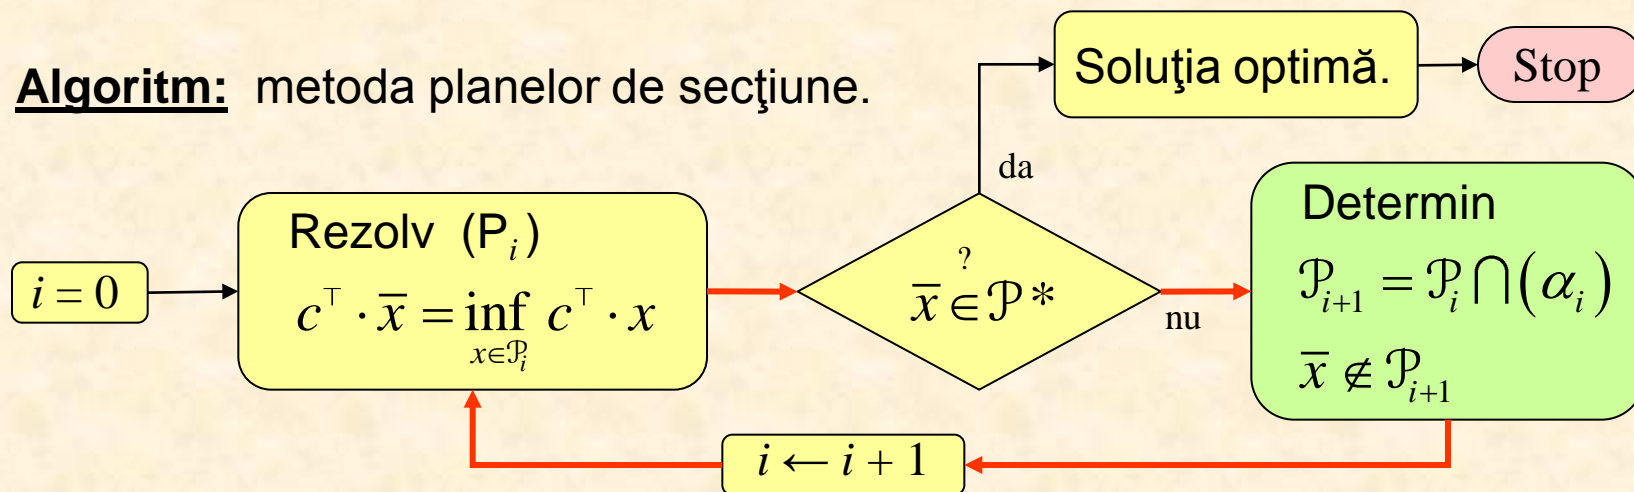 Algoritm: metoda planelor de secţiune.
Soluţia optimă.
Stop
i = 0
Rezolv (P_i)
c^⊤ · x̄ = inf_{x∈𝒫_i} c^⊤ · x
da
?
x̄ ∈ 𝒫*
nu
Determin
𝒫_{i+1} = 𝒫_i ⋂ (α_i)
x̄ ∉ 𝒫_{i+1}
i ← i + 1